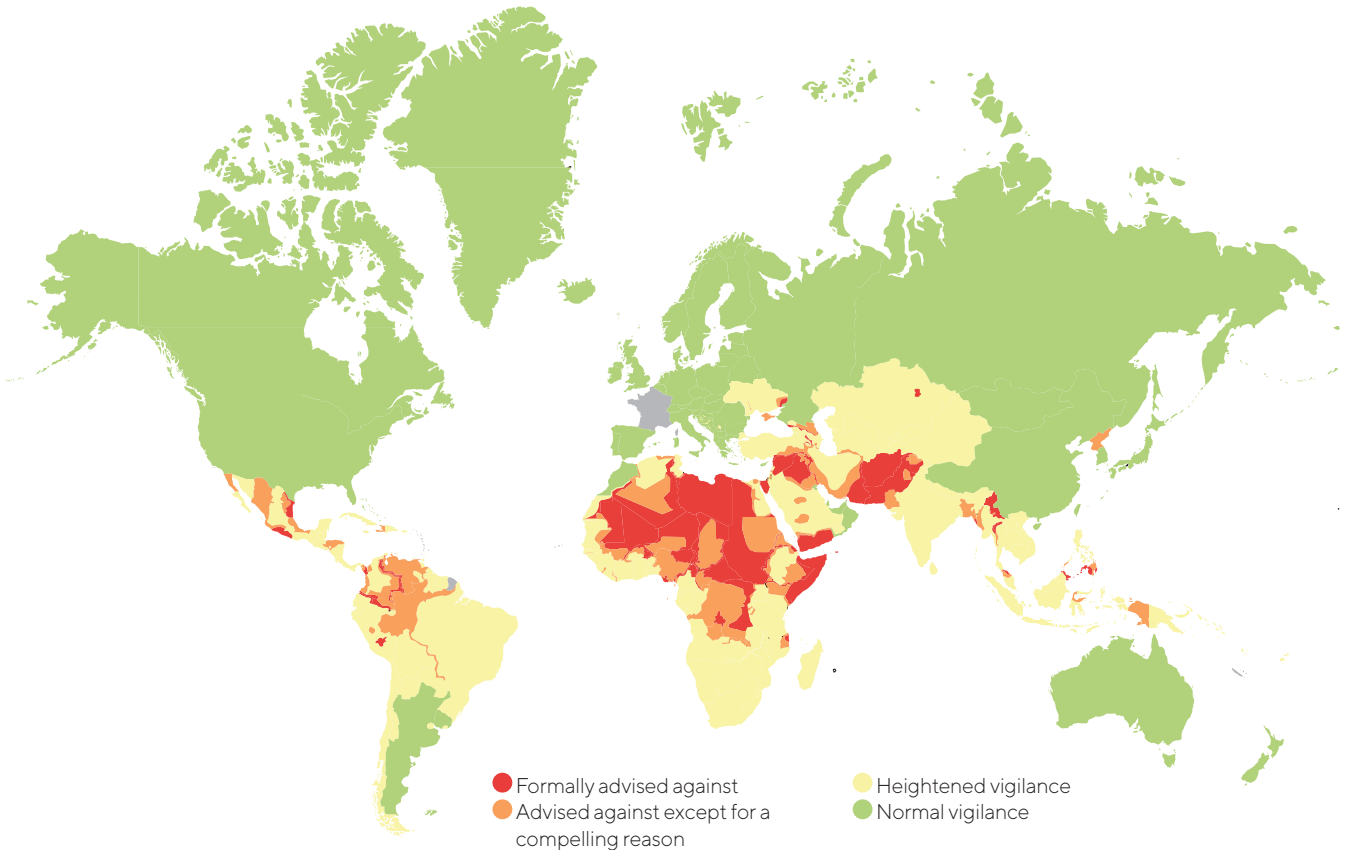 Formally advised against
Advised against except for a
compelling reason
Heightened vigilance
Normal vigilance